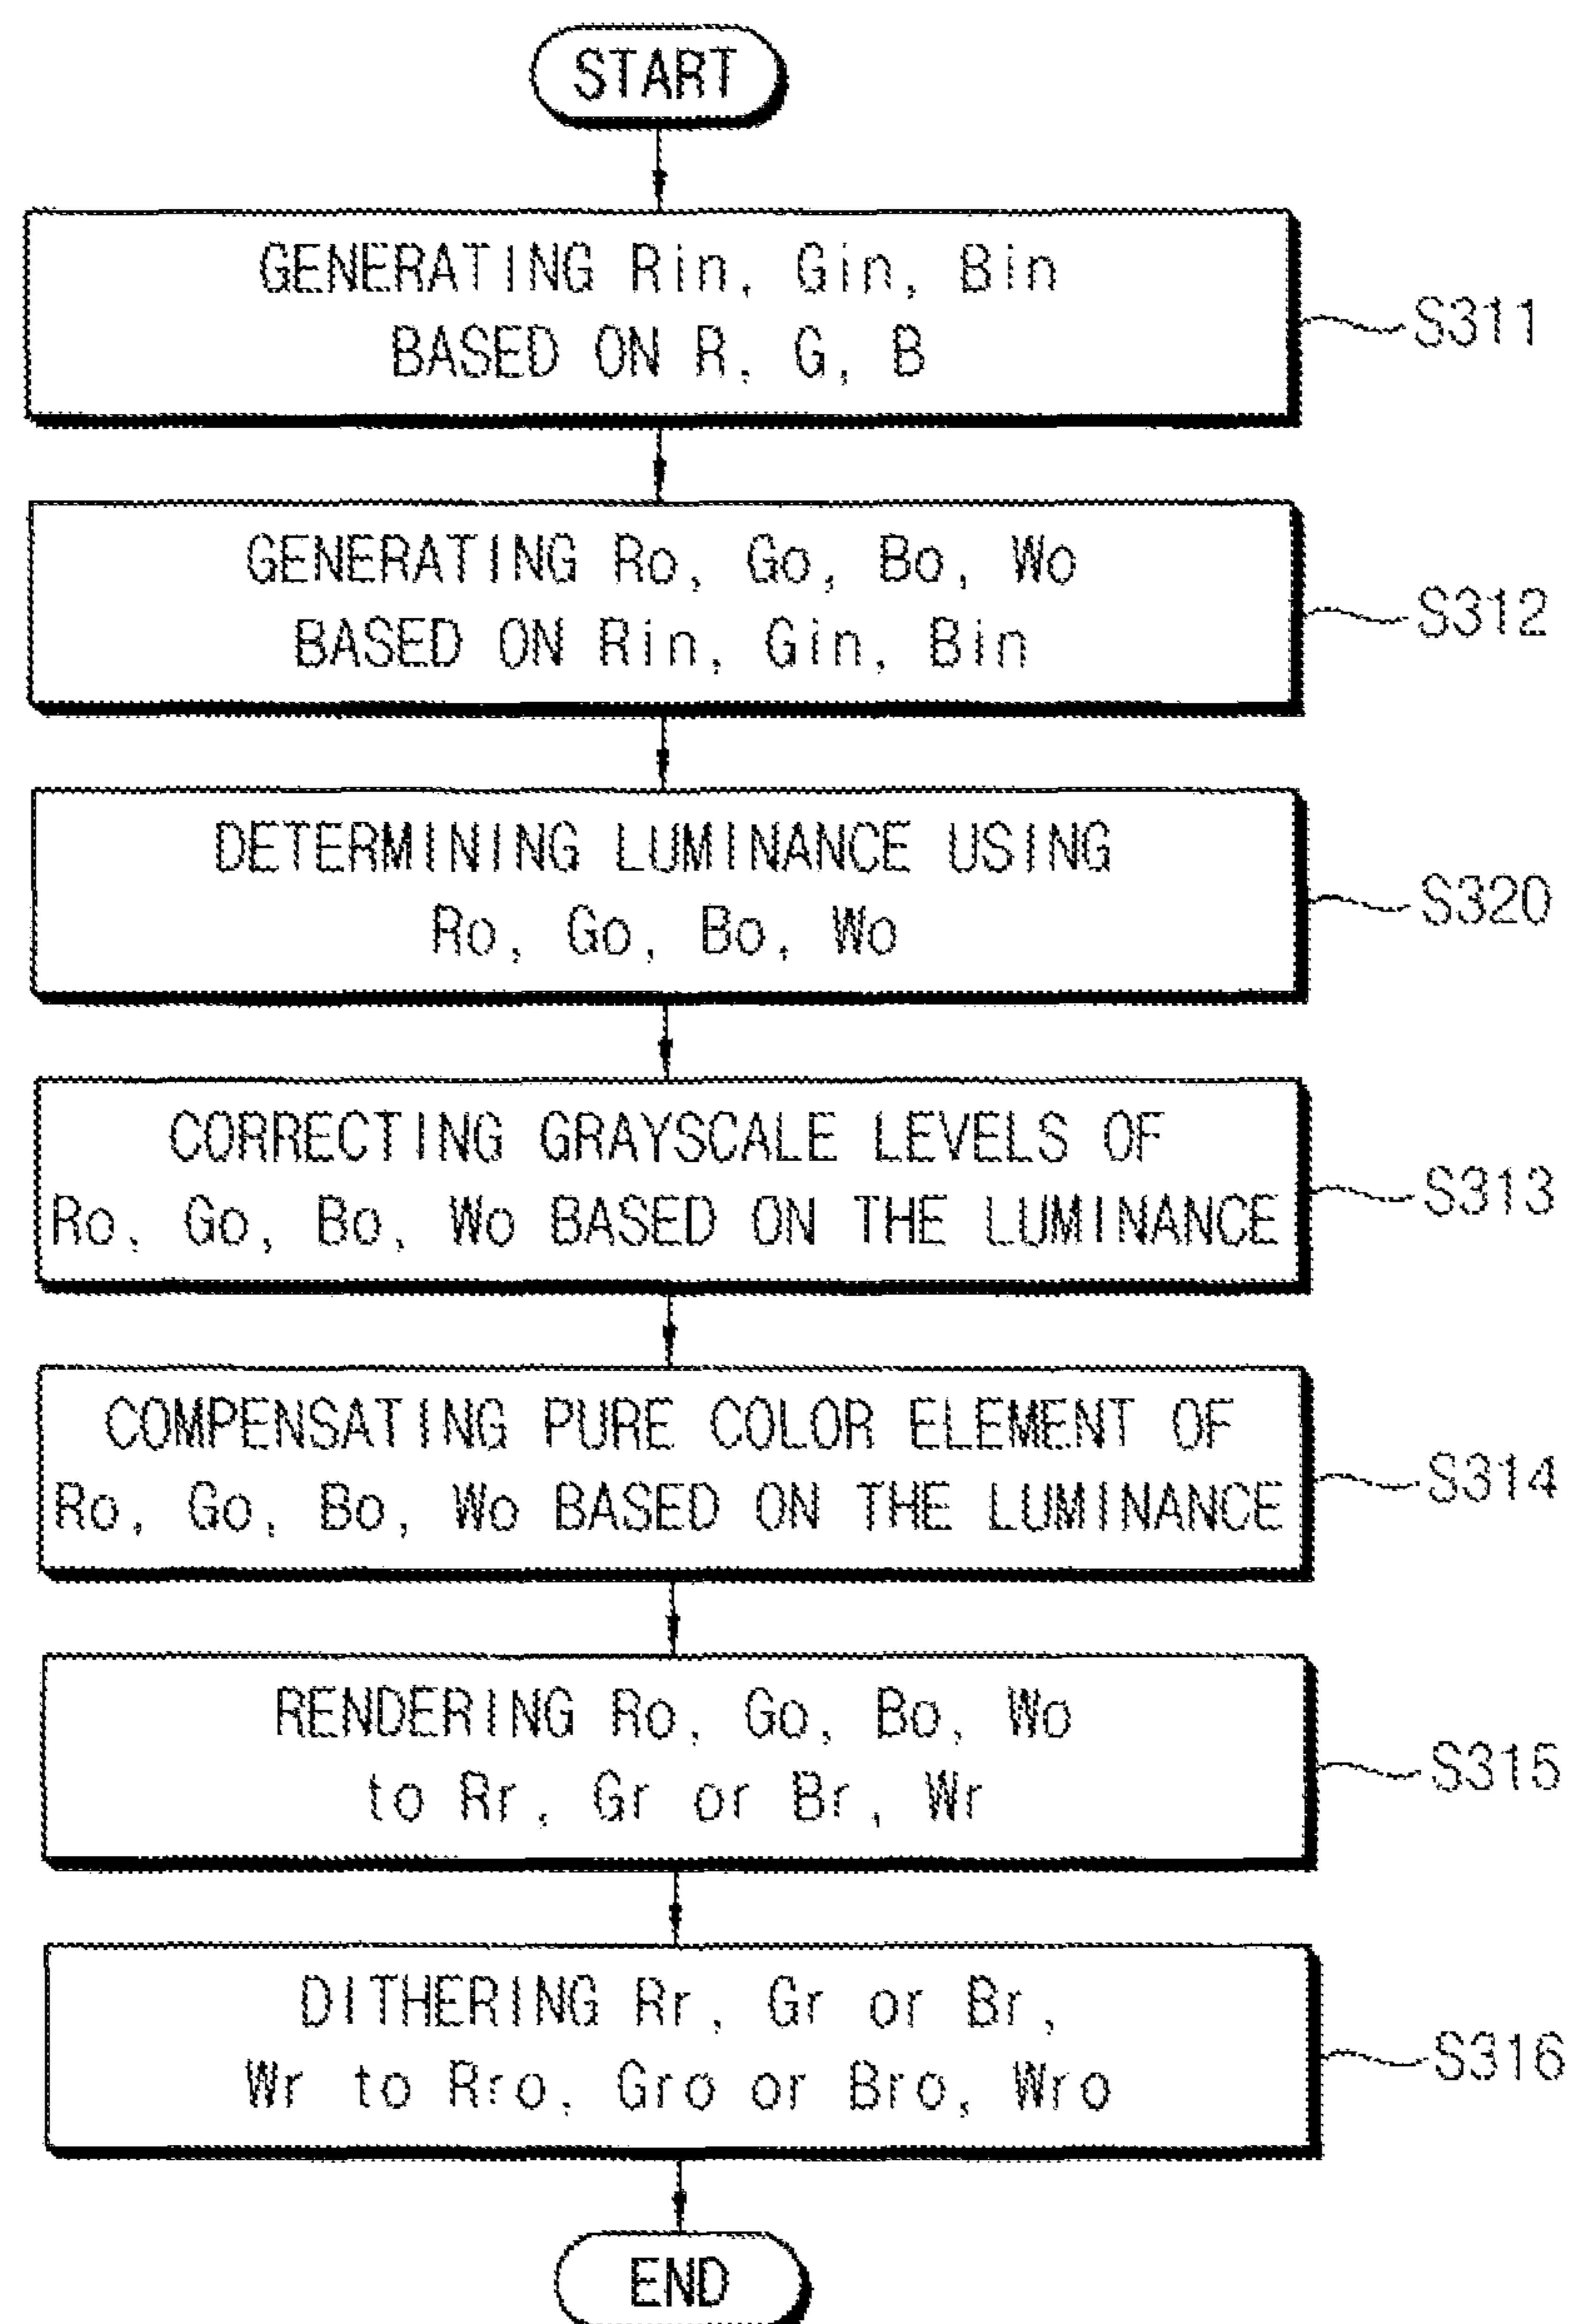 START
GENERATING Rin, Gin, Bin
BASED ON R, G, B
S311
GENERATING Ro, Go, Bo, Wo
BASED ON Rin, Gin, Bin
S312
DETERMINING LUMINANCE USING
Ro, Go, Bo, Wo
S320
CORRECTING GRAYSCALE LEVELS OF
Ro, Go, Bo, Wo BASED ON THE LUMINANCE
S313
COMPENSATING PURE COLOR ELEMENT OF
Ro, Go, Bo, Wo BASED ON THE LUMINANCE
S314
RENDERING Ro, Go, Bo, Wo
to Rr, Gr or Br, Wr
S315
DITHERING Rr, Gr or Br,
Wr to Rro, Gro or Bro, Wro
S316
END